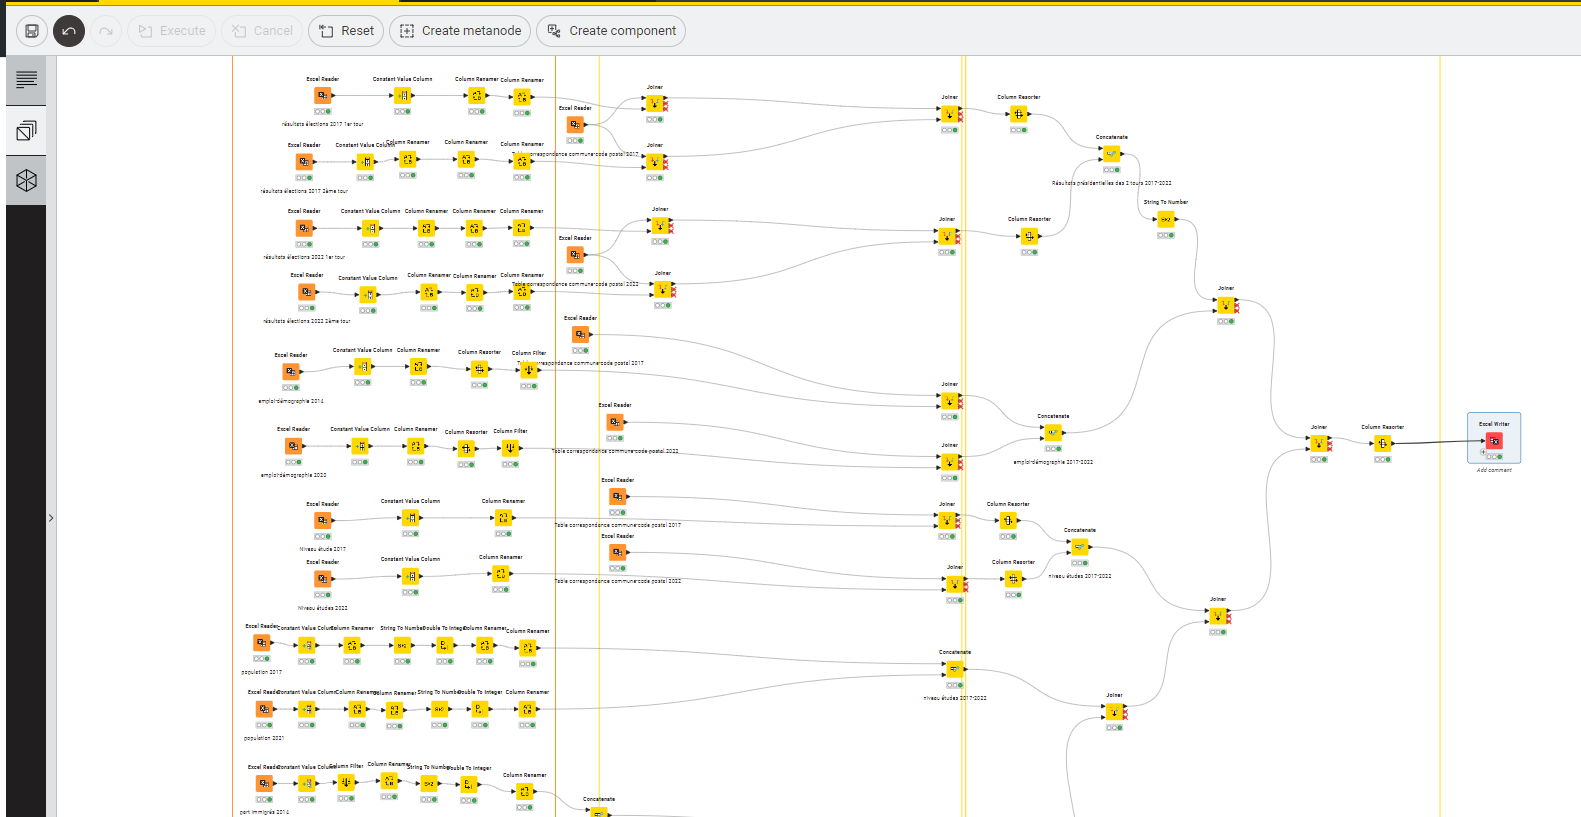 Execute Cancel Reset Create metanode Create component
Excel Reader Constant Value Column Column Renamer Column Renamer Joiner
résultats élections 2017 1er tour
Excel Reader Joiner Column Resorter
Excel Reader Constant Value Column Column Renamer Column Renamer Column Renamer Joiner Concatenate
Table correspondance commune-code postal 2017
résultats élections 2017 2ème tour
Résultats présidentielles des 2 tours 2017-2022
String To Number
Excel Reader Constant Value Column Column Renamer Column Renamer Column Renamer Joiner
Excel Reader Joiner Column Resorter
résultats élections 2022 1er tour
Excel Reader Constant Value Column Column Renamer Column Renamer Column Renamer Joiner
Table correspondance commune-code postal 2022
Joiner
résultats élections 2022 2ème tour
Excel Reader
Excel Reader Constant Value Column Column Renamer Column Resorter Column Filter
Table correspondance commune-code postal 2017
emploi-démographie 2014
Joiner
Excel Reader
Excel Reader Constant Value Column Column Renamer Column Resorter Column Filter
Concatenate
Joiner Column Resorter Excel Writer
Table correspondance commune-code postal 2022
Joiner
emploi-démographie 2020
emploi-démographie 2017-2022
Add comment
Excel Reader
Excel Reader Constant Value Column Column Renamer Joiner Column Resorter
Table correspondance commune-code postal 2017
Niveau étude 2017
Excel Reader Concatenate
Excel Reader Constant Value Column Column Renamer Joiner Column Resorter
Table correspondance commune-code postal 2022
niveau études 2017-2022
Niveau études 2022
Joiner
Excel Reader Constant Value Column Column Renamer String To Number Double To Integer Column Renamer Column Renamer
population 2017
Concatenate
niveau études 2017-2022
Excel Reader Constant Value Column Column Renamer Column Renamer String To Number Double To Integer Column Renamer
Joiner
population 2021
Excel Reader Constant Value Column Column Filter Column Renamer String To Number Double To Integer Column Renamer
part immigrés 2014
Concatenate